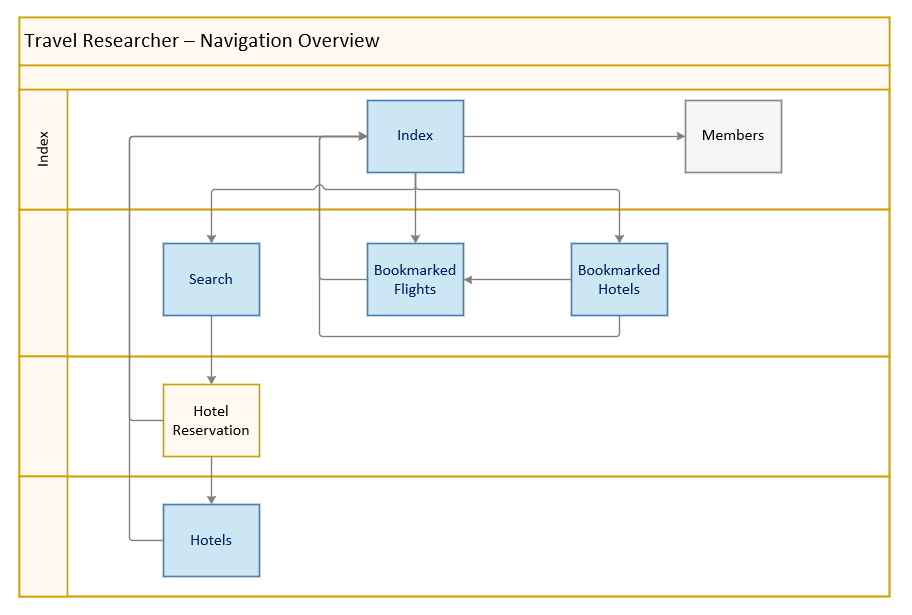 Travel Researcher – Navigation Overview
Index
Index
Members
Search
Bookmarked
Flights
Bookmarked
Hotels
Hotel
Reservation
Hotels